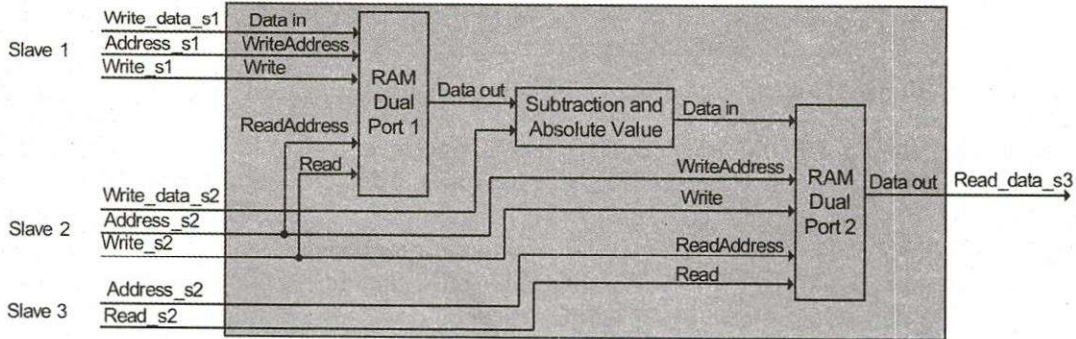 Slave 1
Write_data_s1
Address_s1
Write_s1
Data in
WriteAddress
Write
ReadAddress
Read
RAM
Dual
Port 1
Data out
Subtraction and
Absolute Value
Data in
Slave 2
Write_data_s2
Address_s2
Write_s2
WriteAddress
Write
ReadAddress
Read
RAM
Dual
Port 2
Data out
Read_data_s3
Slave 3
Address_s2
Read_s2